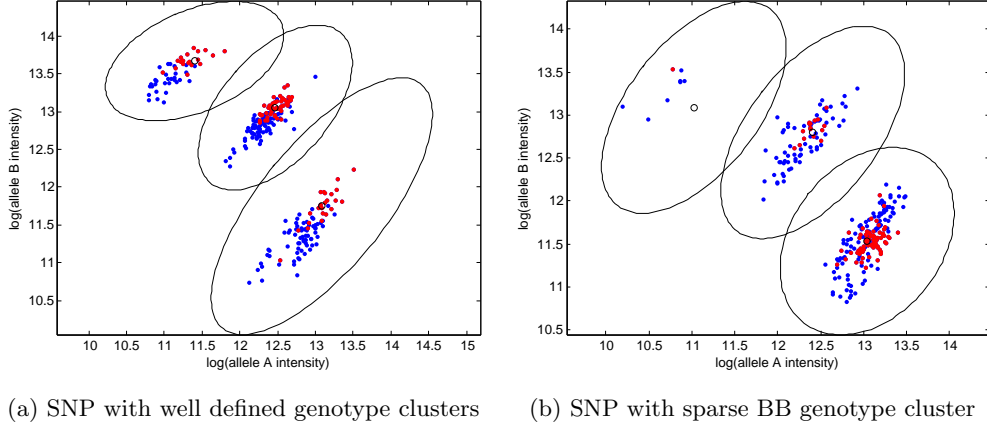 14
13.5
13
12.5
12
11.5
11
10.5
log(allele B intensity)
10 10.5 11 11.5 12 12.5 13 13.5 14 14.5 15
log(allele A intensity)
14
13.5
13
12.5
12
11.5
11
10.5
log(allele B intensity)
10 10.5 11 11.5 12 12.5 13 13.5 14
log(allele A intensity)
(a) SNP with well defined genotype clusters
(b) SNP with sparse BB genotype cluster